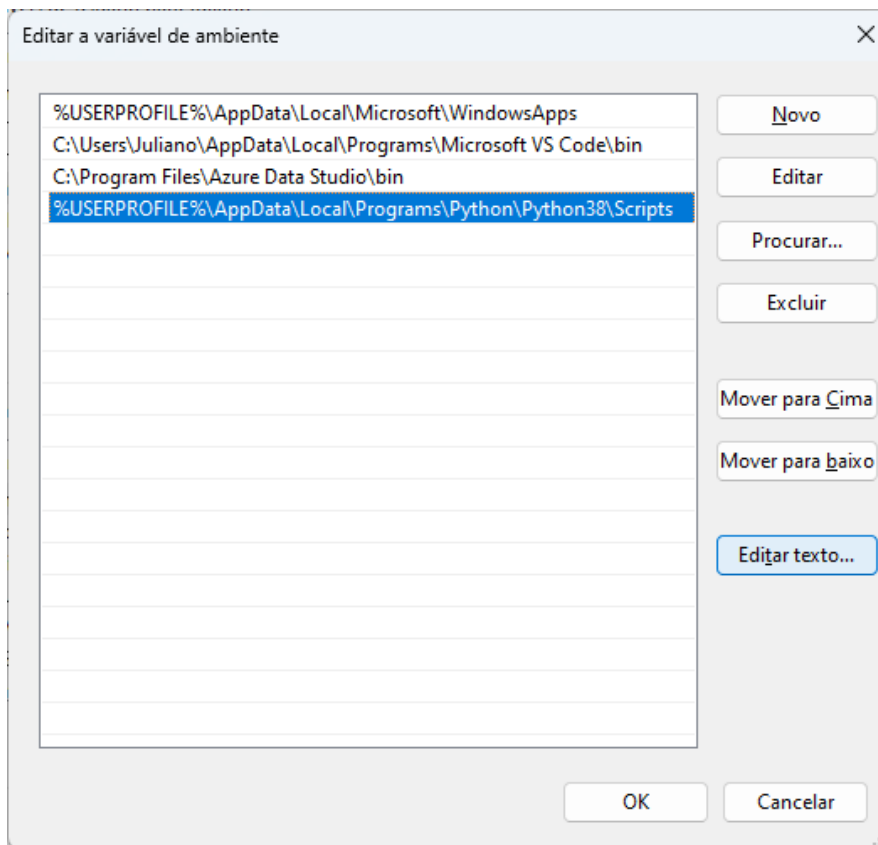 Editar a variável de ambiente
%USERPROFILE%\AppData\Local\Microsoft\WindowsApps
C:\Users\Juliano\AppData\Local\Programs\Microsoft VS Code\bin
C:\Program Files\Azure Data Studio\bin
%USERPROFILE%\AppData\Local\Programs\Python\Python38\Scripts
Novo
Editar
Procurar...
Excluir
Mover para Cima
Mover para baixo
Editar texto...
OK
Cancelar